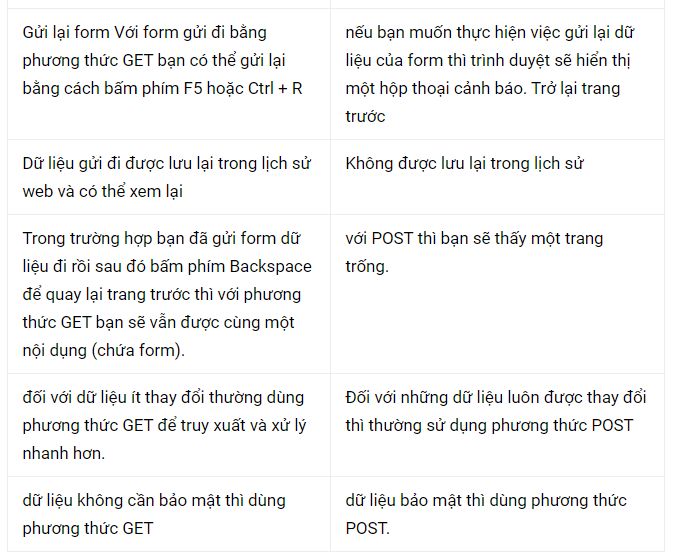 Gửi lại form Với form gửi đi bằng
phương thức GET bạn có thể gửi lại
bằng cách bấm phím F5 hoặc Ctrl + R
nếu bạn muốn thực hiện việc gửi lại dữ
liệu của form thì trình duyệt sẽ hiển thị
một hộp thoại cảnh báo. Trở lại trang
trước
Dữ liệu gửi đi được lưu lại trong lịch sử
web và có thể xem lại
Không được lưu lại trong lịch sử
Trong trường hợp bạn đã gửi form dữ
liệu đi rồi sau đó bấm phím Backspace
để quay lại trang trước thì với phương
thức GET bạn sẽ vẫn được cùng một
nội dụng (chứa form).
với POST thì bạn sẽ thấy một trang
trống.
đối với dữ liệu ít thay đổi thường dùng
phương thức GET để truy xuất và xử lý
nhanh hơn.
Đối với những dữ liệu luôn được thay đổi
thì thường sử dụng phương thức POST
dữ liệu không cần bảo mật thì dùng
phương thức GET
dữ liệu bảo mật thì dùng phương thức
POST.